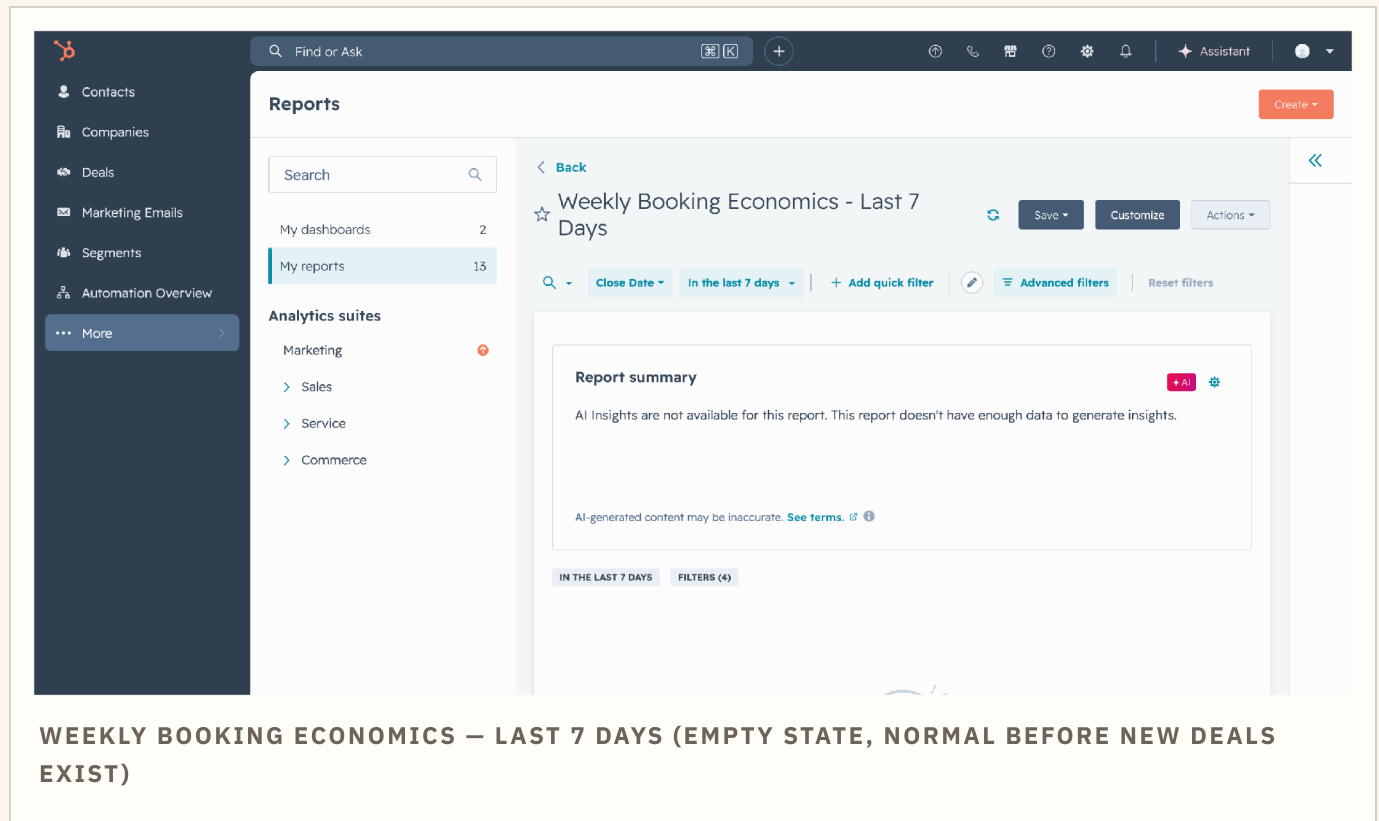 Find or Ask
⌘ K
Assistant
Contacts
Companies
Deals
Marketing Emails
Segments
Automation Overview
More
Reports
Create
Search
My dashboards 2
My reports 13
Analytics suites
Marketing
Sales
Service
Commerce
Back
Weekly Booking Economics - Last 7
Days
Save
Customize
Actions
Close Date
In the last 7 days
+ Add quick filter
Advanced filters
Reset filters
Report summary
AI
AI Insights are not available for this report. This report doesn't have enough data to generate insights.
AI-generated content may be inaccurate. See terms.
IN THE LAST 7 DAYS
FILTERS (4)
WEEKLY BOOKING ECONOMICS — LAST 7 DAYS (EMPTY STATE, NORMAL BEFORE NEW DEALS
EXIST)